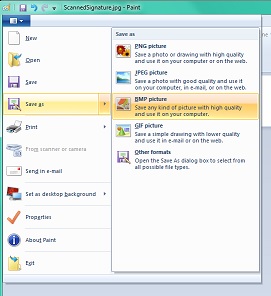 ScannedSignature.jpg - Paint
New
Open
Save
Save as
Print
From scanner or camera
Send in e-mail
Set as desktop background
Properties
About Paint
Exit
Save as
PNG picture
Save a photo or drawing with high quality
and use it on your computer or on the web.
JPEG picture
Save a photo with good quality and use it
on your computer, in e-mail, or on the web.
BMP picture
Save any kind of picture with high quality
and use it on your computer.
GIF picture
Save a simple drawing with lower quality
and use it in e-mail or on the web.
Other formats
Open the Save As dialog box to select from
all possible file types.